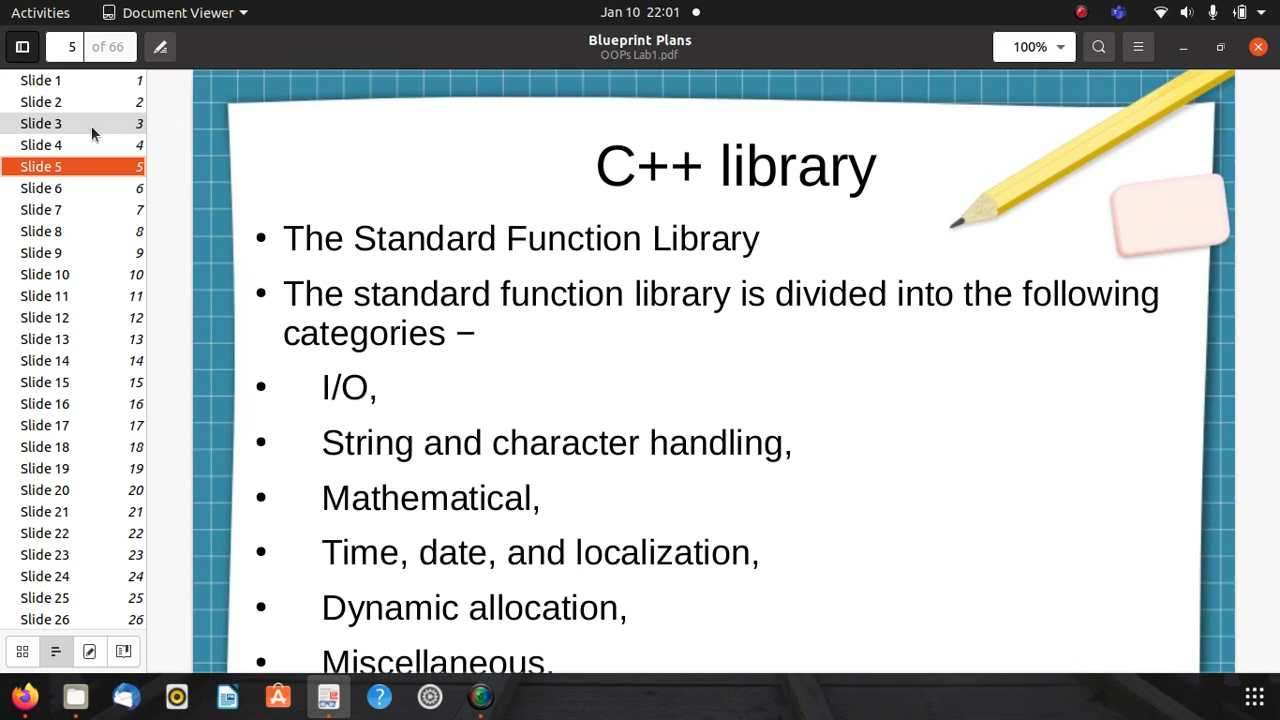 Activities Document Viewer Jan 10 22:01
5 of 66 Blueprint Plans 100%
OOPs Lab1.pdf
Slide 1 1
Slide 2 2
Slide 3 3
Slide 4 4
Slide 5 5
Slide 6 6
Slide 7 7
Slide 8 8
Slide 9 9
Slide 10 10
Slide 11 11
Slide 12 12
Slide 13 13
Slide 14 14
Slide 15 15
Slide 16 16
Slide 17 17
Slide 18 18
Slide 19 19
Slide 20 20
Slide 21 21
Slide 22 22
Slide 23 23
Slide 24 24
Slide 25 25
Slide 26 26
C++ library
• The Standard Function Library
• The standard function library is divided into the following
categories −
• I/O,
• String and character handling,
• Mathematical,
• Time, date, and localization,
• Dynamic allocation,
• Miscellaneous,